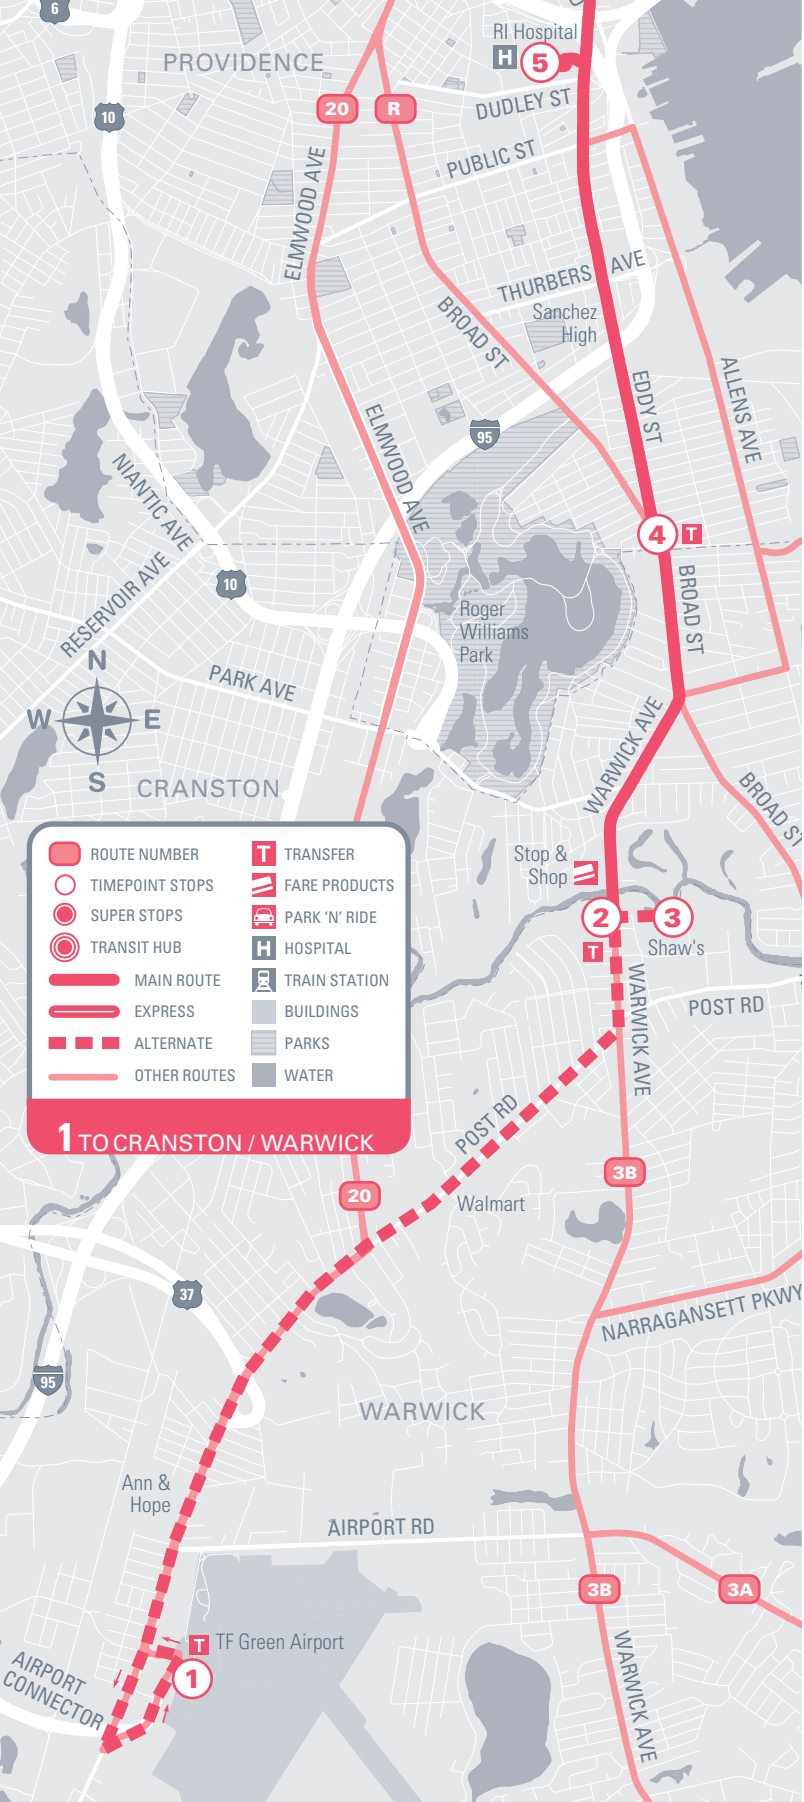 6
PROVIDENCE
RI Hospital
H
5
10
20
R
DUDLEY ST
PUBLIC ST
ELMWOOD AVE
THURBERS AVE
Sanchez
High
BROAD ST
EDDY ST
ALLENS AVE
ELMWOOD AVE
95
NIANTIC AVE
4
T
RESERVOIR AVE
10
BROAD ST
Roger
Williams
Park
N
W
E
S
PARK AVE
WARWICK AVE
CRANSTON
BROAD ST
ROUTE NUMBER
TIMEPOINT STOPS
SUPER STOPS
TRANSIT HUB
MAIN ROUTE
EXPRESS
ALTERNATE
OTHER ROUTES
T TRANSFER
FARE PRODUCTS
PARK 'N' RIDE
H HOSPITAL
TRAIN STATION
BUILDINGS
PARKS
WATER
1 TO CRANSTON / WARWICK
Stop &
Shop
2
3
T
Shaw's
WARWICK AVE
POST RD
POST RD
3B
20
Walmart
37
NARRAGANSETT PKWY
95
WARWICK
Ann &
Hope
AIRPORT RD
3B
3A
T
TF Green Airport
1
AIRPORT
CONNECTOR
WARWICK AVE